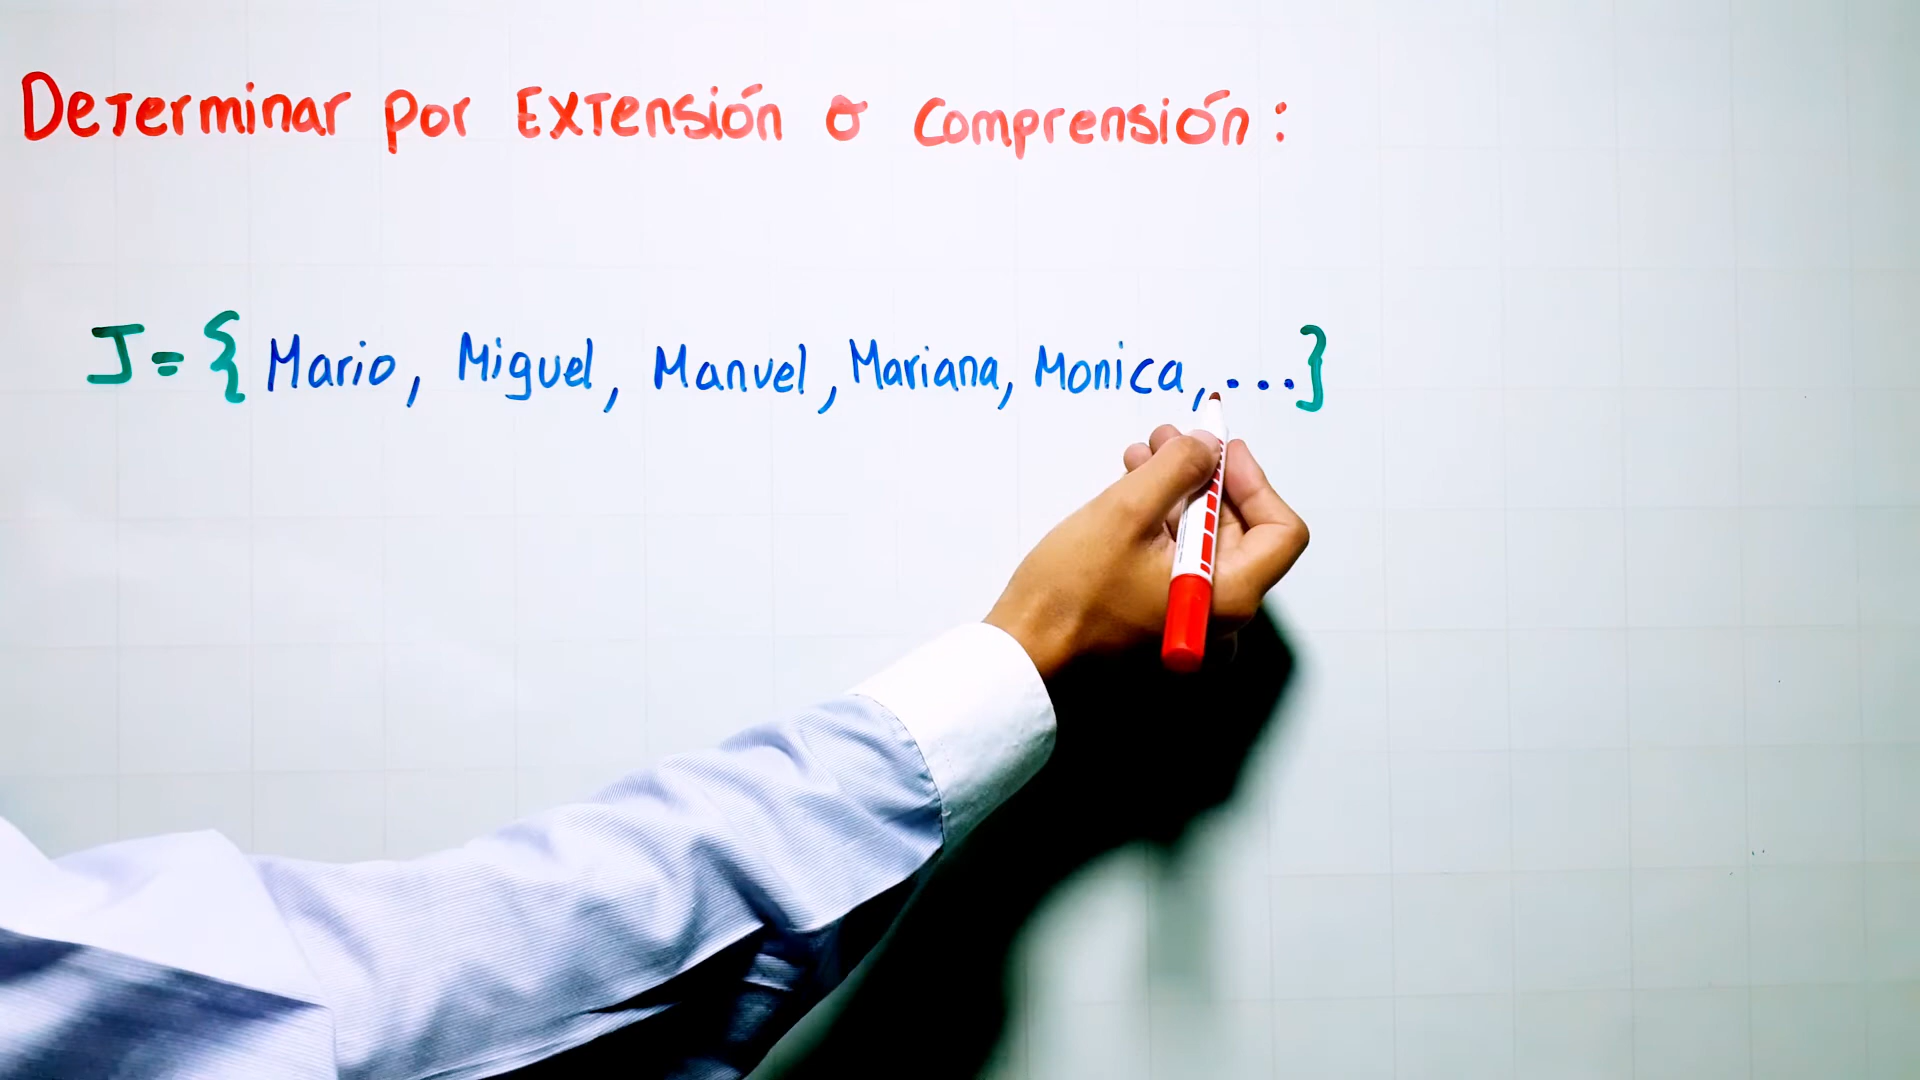 Determinar por Extensión o Comprensión:
J = { Mario, Miguel, Manuel, Mariana, Monica, ...}